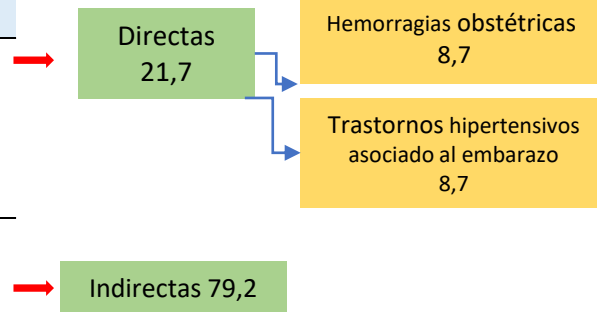 Directas
21,7
Hemorragias obstétricas
8,7
Trastornos hipertensivos
asociado al embarazo
8,7
Indirectas 79,2